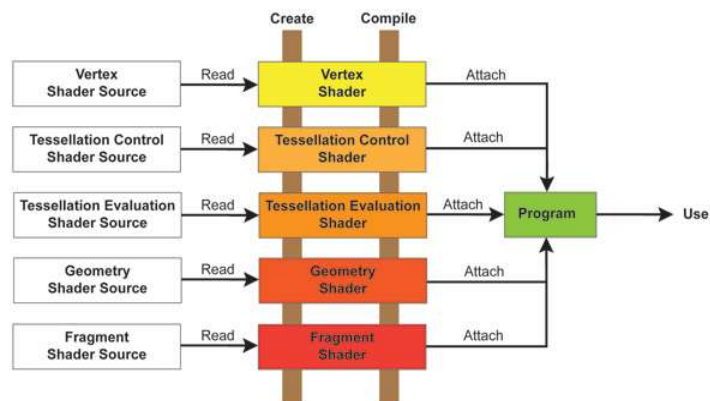 Create Compile
Vertex
Shader Source
Read
Vertex
Shader
Attach
Tessellation Control
Shader Source
Read
Tessellation Control
Shader
Attach
Tessellation Evaluation
Shader Source
Read
Tessellation Evaluation
Shader
Attach
Program
Use
Geometry
Shader Source
Read
Geometry
Shader
Attach
Fragment
Shader Source
Read
Fragment
Shader
Attach